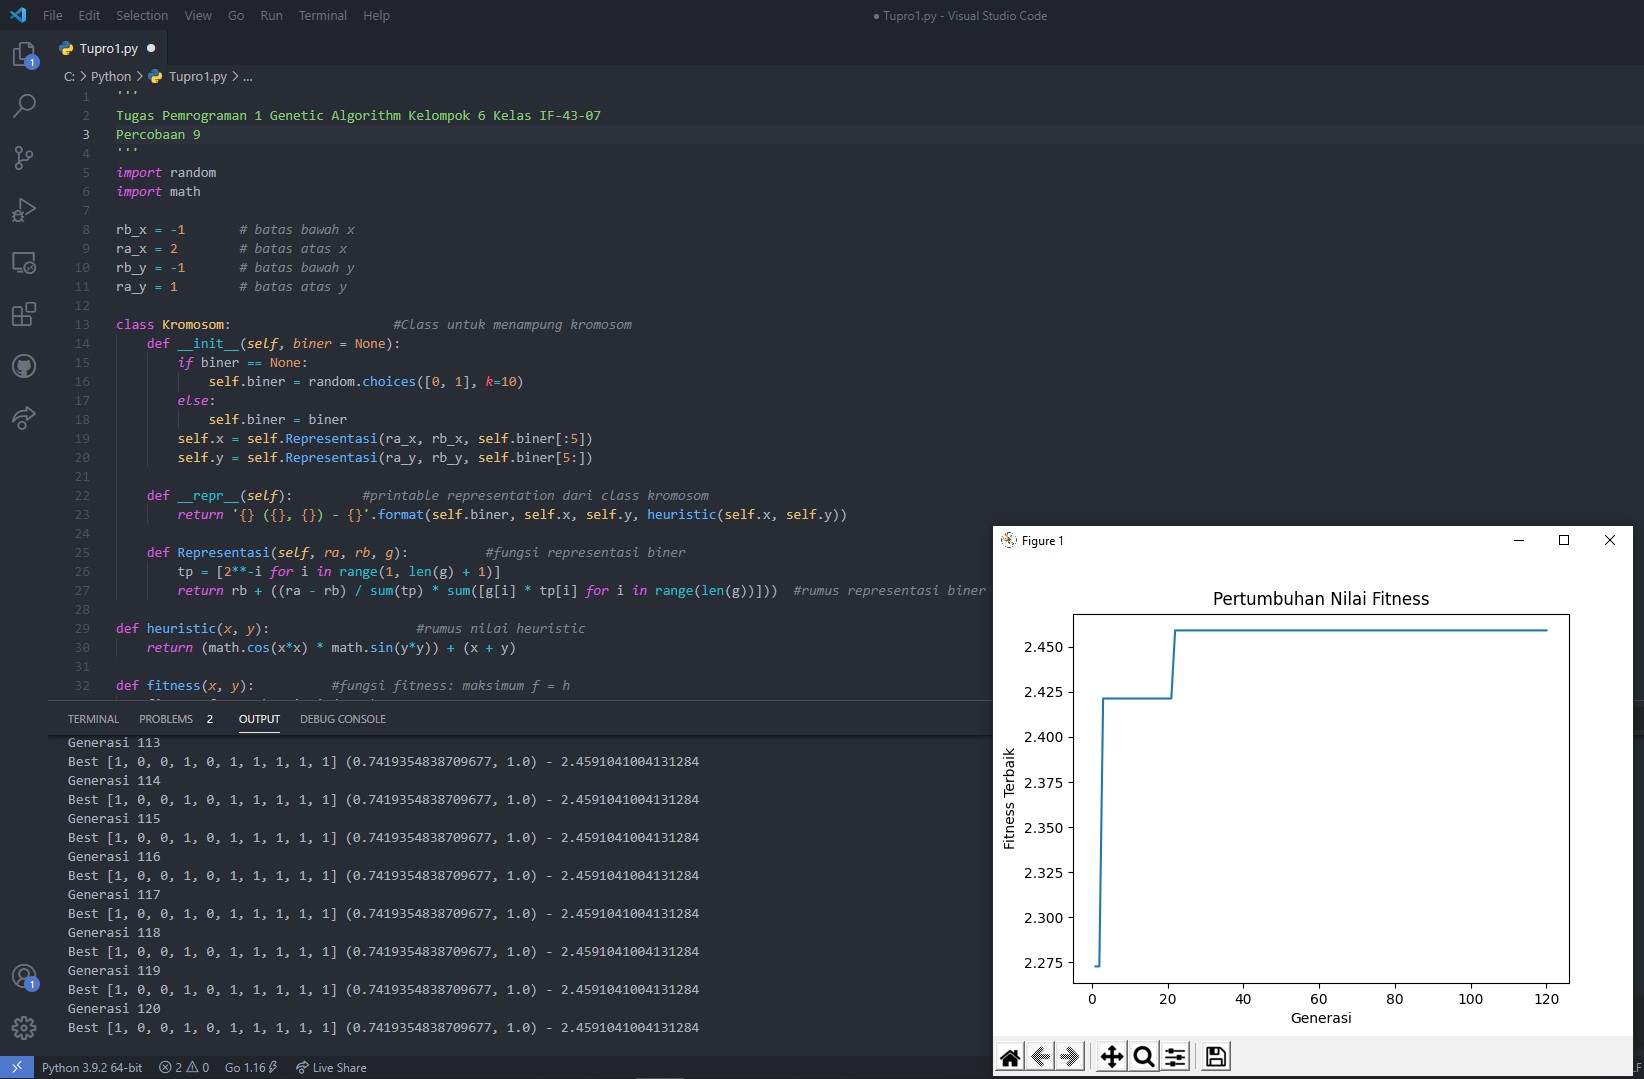 File Edit Selection View Go Run Terminal Help
● Tupro1.py - Visual Studio Code
Tupro1.py ●
C: > Python > Tupro1.py > ...
1 '''
2 Tugas Pemrograman 1 Genetic Algorithm Kelompok 6 Kelas IF-43-07
3 Percobaan 9
4 '''
5 import random
6 import math
7
8 rb_x = -1 # batas bawah x
9 ra_x = 2 # batas atas x
10 rb_y = -1 # batas bawah y
11 ra_y = 1 # batas atas y
12
13 class Kromosom: #Class untuk menampung kromosom
14 def __init__(self, biner = None):
15 if biner == None:
16 self.biner = random.choices([0, 1], k=10)
17 else:
18 self.biner = biner
19 self.x = self.Representasi(ra_x, rb_x, self.biner[:5])
20 self.y = self.Representasi(ra_y, rb_y, self.biner[5:])
21
22 def __repr__(self): #printable representation dari class kromosom
23 return '{} ({}, {}) - {}'.format(self.biner, self.x, self.y, heuristic(self.x, self.y))
24
25 def Representasi(self, ra, rb, g): #fungsi representasi biner
26 tp = [2**-i for i in range(1, len(g) + 1)]
27 return rb + ((ra - rb) / sum(tp) * sum([g[i] * tp[i] for i in range(len(g))])) #rumus representasi biner
28
29 def heuristic(x, y): #rumus nilai heuristic
30 return (math.cos(x*x) * math.sin(y*y)) + (x + y)
31
32 def fitness(x, y): #fungsi fitness: maksimum f = h
TERMINAL PROBLEMS 2 OUTPUT DEBUG CONSOLE
Generasi 113
Best [1, 0, 0, 1, 0, 1, 1, 1, 1, 1] (0.7419354838709677, 1.0) - 2.4591041004131284
Generasi 114
Best [1, 0, 0, 1, 0, 1, 1, 1, 1, 1] (0.7419354838709677, 1.0) - 2.4591041004131284
Generasi 115
Best [1, 0, 0, 1, 0, 1, 1, 1, 1, 1] (0.7419354838709677, 1.0) - 2.4591041004131284
Generasi 116
Best [1, 0, 0, 1, 0, 1, 1, 1, 1, 1] (0.7419354838709677, 1.0) - 2.4591041004131284
Generasi 117
Best [1, 0, 0, 1, 0, 1, 1, 1, 1, 1] (0.7419354838709677, 1.0) - 2.4591041004131284
Generasi 118
Best [1, 0, 0, 1, 0, 1, 1, 1, 1, 1] (0.7419354838709677, 1.0) - 2.4591041004131284
Generasi 119
Best [1, 0, 0, 1, 0, 1, 1, 1, 1, 1] (0.7419354838709677, 1.0) - 2.4591041004131284
Generasi 120
Best [1, 0, 0, 1, 0, 1, 1, 1, 1, 1] (0.7419354838709677, 1.0) - 2.4591041004131284
Figure 1
Pertumbuhan Nilai Fitness
Fitness Terbaik
2.450
2.425
2.400
2.375
2.350
2.325
2.300
2.275
0 20 40 60 80 100 120
Generasi
1
1
Python 3.9.2 64-bit 2 0 Go 1.16 Live Share